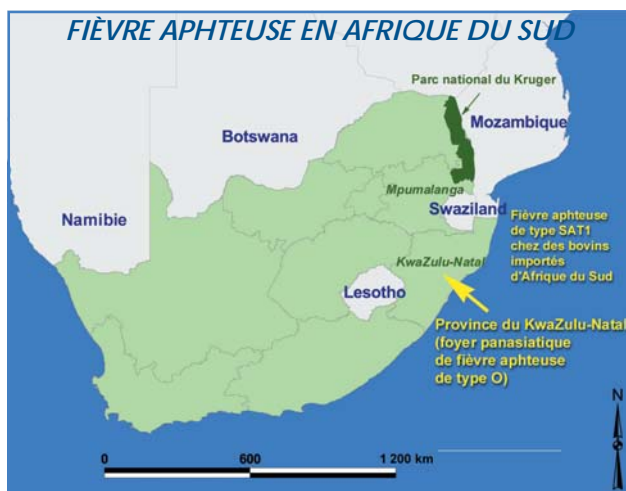 FIÈVRE APHTEUSE EN AFRIQUE DU SUD
Parc national du Kruger
Mozambique
Botswana
Mpumalanga
Swaziland
Namibie
Fièvre aphteuse
de type SAT1
chez des bovins
importés
d'Afrique du Sud
KwaZulu-Natal
Lesotho
Province du KwaZulu-Natal
(foyer panasiatique
de fièvre aphteuse
de type O)
N
0 600 1 200 km